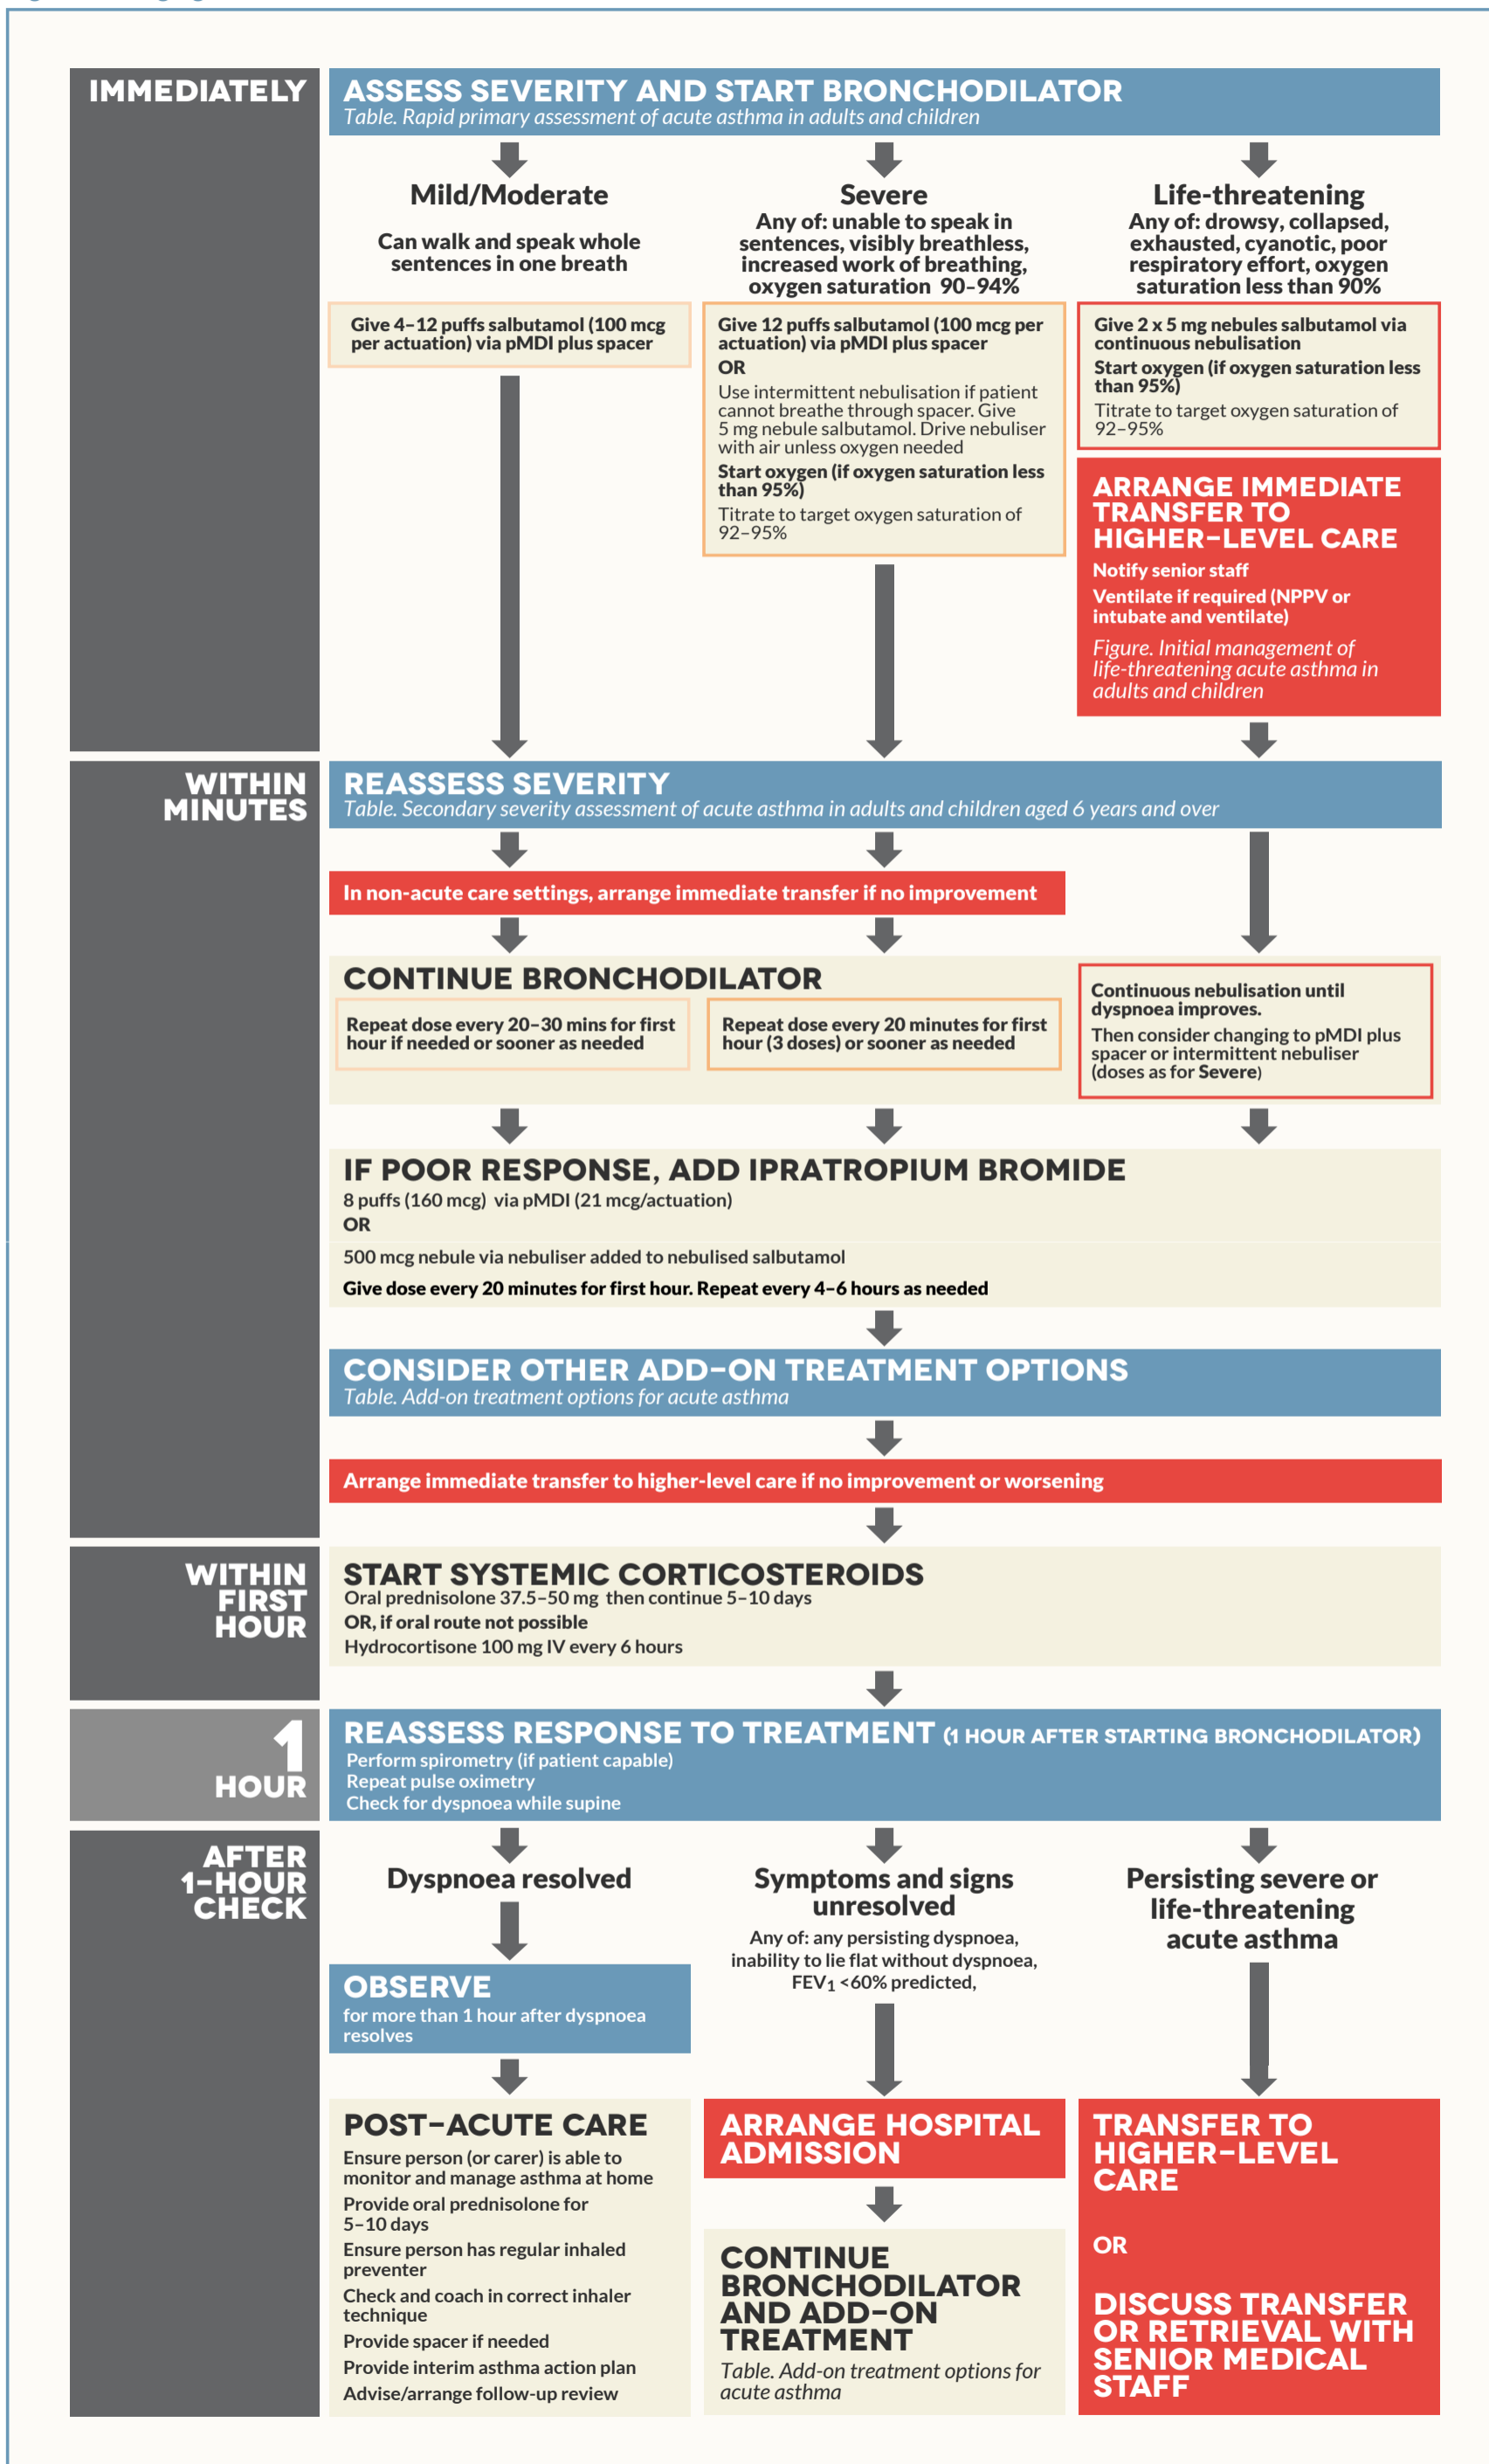 IMMEDIATELY
ASSESS SEVERITY AND START BRONCHODILATOR
Table. Rapid primary assessment of acute asthma in adults and children
Mild/Moderate
Can walk and speak whole
sentences in one breath
Give 4–12 puffs salbutamol (100 mcg
per actuation) via pMDI plus spacer
Severe
Any of: unable to speak in
sentences, visibly breathless,
increased work of breathing,
oxygen saturation 90–94%
Give 12 puffs salbutamol (100 mcg per
actuation) via pMDI plus spacer
OR
Use intermittent nebulisation if patient
cannot breathe through spacer. Give
5 mg nebule salbutamol. Drive nebuliser
with air unless oxygen needed
Start oxygen (if oxygen saturation less
than 95%)
Titrate to target oxygen saturation of
92–95%
Life-threatening
Any of: drowsy, collapsed,
exhausted, cyanotic, poor
respiratory effort, oxygen
saturation less than 90%
Give 2 x 5 mg nebules salbutamol via
continuous nebulisation
Start oxygen (if oxygen saturation less
than 95%)
Titrate to target oxygen saturation of
92–95%
ARRANGE IMMEDIATE
TRANSFER TO
HIGHER-LEVEL CARE
Notify senior staff
Ventilate if required (NPPV or
intubate and ventilate)
Figure. Initial management of
life-threatening acute asthma in
adults and children
WITHIN
MINUTES
REASSESS SEVERITY
Table. Secondary severity assessment of acute asthma in adults and children aged 6 years and over
In non-acute care settings, arrange immediate transfer if no improvement
CONTINUE BRONCHODILATOR
Repeat dose every 20–30 mins for first
hour if needed or sooner as needed
Repeat dose every 20 minutes for first
hour (3 doses) or sooner as needed
Continuous nebulisation until
dyspnoea improves.
Then consider changing to pMDI plus
spacer or intermittent nebuliser
(doses as for Severe)
IF POOR RESPONSE, ADD IPRATROPIUM BROMIDE
8 puffs (160 mcg) via pMDI (21 mcg/actuation)
OR
500 mcg nebule via nebuliser added to nebulised salbutamol
Give dose every 20 minutes for first hour. Repeat every 4–6 hours as needed
CONSIDER OTHER ADD-ON TREATMENT OPTIONS
Table. Add-on treatment options for acute asthma
Arrange immediate transfer to higher-level care if no improvement or worsening
WITHIN
FIRST
HOUR
START SYSTEMIC CORTICOSTEROIDS
Oral prednisolone 37.5–50 mg then continue 5–10 days
OR, if oral route not possible
Hydrocortisone 100 mg IV every 6 hours
1
HOUR
REASSESS RESPONSE TO TREATMENT (1 HOUR AFTER STARTING BRONCHODILATOR)
Perform spirometry (if patient capable)
Repeat pulse oximetry
Check for dyspnoea while supine
AFTER
1-HOUR
CHECK
Dyspnoea resolved
OBSERVE
for more than 1 hour after dyspnoea
resolves
POST-ACUTE CARE
Ensure person (or carer) is able to
monitor and manage asthma at home
Provide oral prednisolone for
5–10 days
Ensure person has regular inhaled
preventer
Check and coach in correct inhaler
technique
Provide spacer if needed
Provide interim asthma action plan
Advise/arrange follow-up review
Symptoms and signs
unresolved
Any of: any persisting dyspnoea,
inability to lie flat without dyspnoea,
FEV1 <60% predicted,
ARRANGE HOSPITAL
ADMISSION
CONTINUE
BRONCHODILATOR
AND ADD-ON
TREATMENT
Table. Add-on treatment options for
acute asthma
Persisting severe or
life-threatening
acute asthma
TRANSFER TO
HIGHER-LEVEL
CARE
OR
DISCUSS TRANSFER
OR RETRIEVAL WITH
SENIOR MEDICAL
STAFF